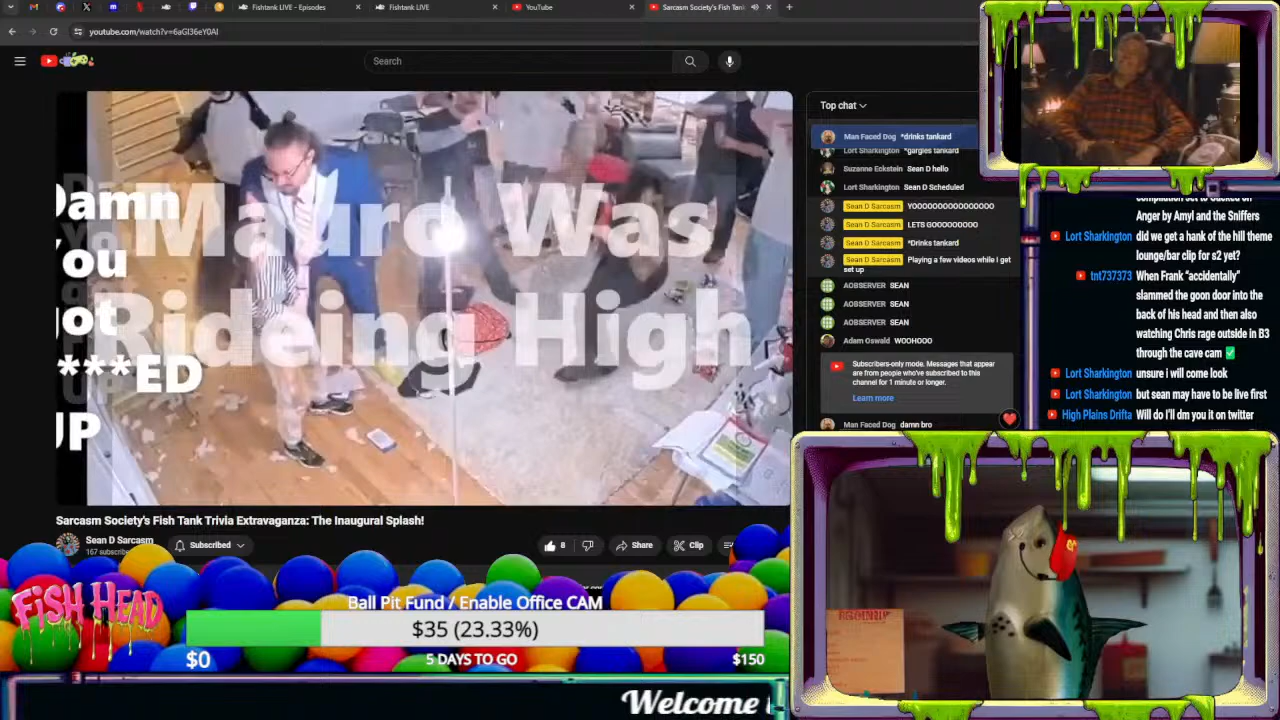 Fishtank LIVE - Episodes
Fishtank LIVE
YouTube
Sarcasm Society's Fish Tank
youtube.com/watch?v=6aGl36eY0AI
Search
Damn
You
Got
****ED
UP
Mauro Was
Rideing High
Sarcasm Society's Fish Tank Trivia Extravaganza: The Inaugural Splash!
Sean D Sarcasm
Subscribed
8
Share
Clip
Top chat
Man Faced Dog *drinks tankard
Lort Sharkington *gargles tankard
Suzanne Eckstein Sean D hello
Lort Sharkington Sean D Scheduled
Sean D Sarcasm YOOOOOOOOOOOOOOO
Sean D Sarcasm LETS GOOOOOOOOO
Sean D Sarcasm *Drinks tankard
Sean D Sarcasm Playing a few videos while I get
set up
AOBSERVER SEAN
AOBSERVER SEAN
AOBSERVER SEAN
Adam Oswald WOOHOOO
Subscribers-only mode. Messages that appear
are from people who've subscribed to this
channel for 1 minute or longer.
Learn more
Man Faced Dog damn bro
Anger by Amyl and the Sniffers
Lort Sharkington did we get a hank of the hill theme
lounge/bar clip for s2 yet?
tnt737373 When Frank “accidentally”
slammed the goon door into the
back of his head and then also
watching Chris rage outside in B3
through the cave cam ✅
Lort Sharkington unsure i will come look
Lort Sharkington but sean may have to be live first
High Plains Drifta Will do I'll dm you it on twitter
FiSH HEAD
Ball Pit Fund / Enable Office CAM
$35 (23.33%)
$0
5 DAYS TO GO
$150
Welcome